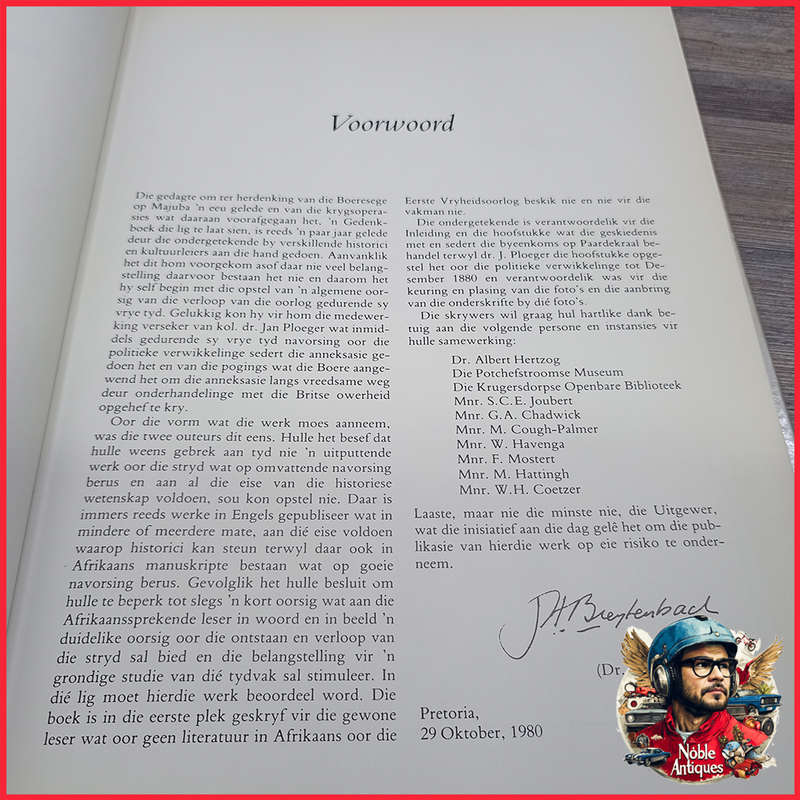 Voorwoord
Die gedagte om ter herdenking van die Boeresege
op Majuba 'n eeu gelede en van die krygsopera-
sies wat daaraan voorafgegaan het, 'n Gedenk-
boek die lig te laat sien, is reeds 'n paar jaar gelede
deur die ondergetekende by verskillende historici
en kultuurleiers aan die hand gedoen. Aanvanklik
het dit hom voorgekom asof daar nie veel belang-
stelling daarvoor bestaan het nie en daarom het
hy self begin met die opstel van 'n algemene oor-
sig van die verloop van die oorlog gedurende sy
vrye tyd. Gelukkig kon hy vir hom die medewer-
king verseker van kol. dr. Jan Ploeger wat inmid-
dels gedurende sy vrye tyd navorsing oor die
politieke verwikkelinge sedert die anneksasie ge-
doen het en van die pogings wat die Boere aange-
wend het om die anneksasie langs vreedsame weg
deur onderhandelinge met die Britse owerheid
opgehef te kry.
Oor die vorm wat die werk moes aanneem,
was die twee outeurs dit eens. Hulle het besef dat
hulle weens gebrek aan tyd nie 'n uitputtende
werk oor die stryd wat op omvattende navorsing
berus en aan al die eise van die historiese
wetenskap voldoen, sou kon opstel nie. Daar is
immers reeds werke in Engels gepubliseer wat in
mindere of meerdere mate, aan dié eise voldoen
waarop historici kan steun terwyl daar ook in
Afrikaans manuskripte bestaan wat op goeie
navorsing berus. Gevolglik het hulle besluit om
hulle te beperk tot slegs 'n kort oorsig wat aan die
Afrikaanssprekende leser in woord en in beeld 'n
duidelike oorsig oor die ontstaan en verloop van
die stryd sal bied en die belangstelling vir 'n
grondige studie van dié tydvak sal stimuleer. In
dié lig moet hierdie werk beoordeel word. Die
boek is in die eerste plek geskryf vir die gewone
leser wat oor geen literatuur in Afrikaans oor die
Eerste Vryheidsoorlog beskik nie en nie vir die
vakman nie.
Die ondergetekende is verantwoordelik vir die
Inleiding en die hoofstukke wat die geskiedenis
met en sedert die byeenkoms op Paardekraal be-
handel terwyl dr. J. Ploeger die hoofstukke opge-
stel het oor die politieke verwikkelinge tot De-
sember 1880 en verantwoordelik was vir die
keuring en plasing van die foto's en die aanbring
van die onderskrifte by dié foto's.
Die skrywers wil graag hul hartlike dank be-
tuig aan die volgende persone en instansies vir
hulle samewerking:
Dr. Albert Hertzog
Die Potchefstroomse Museum
Die Krugersdorpse Openbare Biblioteek
Mnr. S.C.E. Joubert
Mnr. G.A. Chadwick
Mnr. M. Cough-Palmer
Mnr. W. Havenga
Mnr. F. Mostert
Mnr. M. Hattingh
Mnr. W.H. Coetzer
Laaste, maar nie die minste nie, die Uitgewer,
wat die inisiatief aan die dag gelê het om die pub-
likasie van hierdie werk op eie risiko te onder-
neem.
J.H. Breytenbach
(Dr.
Pretoria,
29 Oktober, 1980
Noble
Antiques